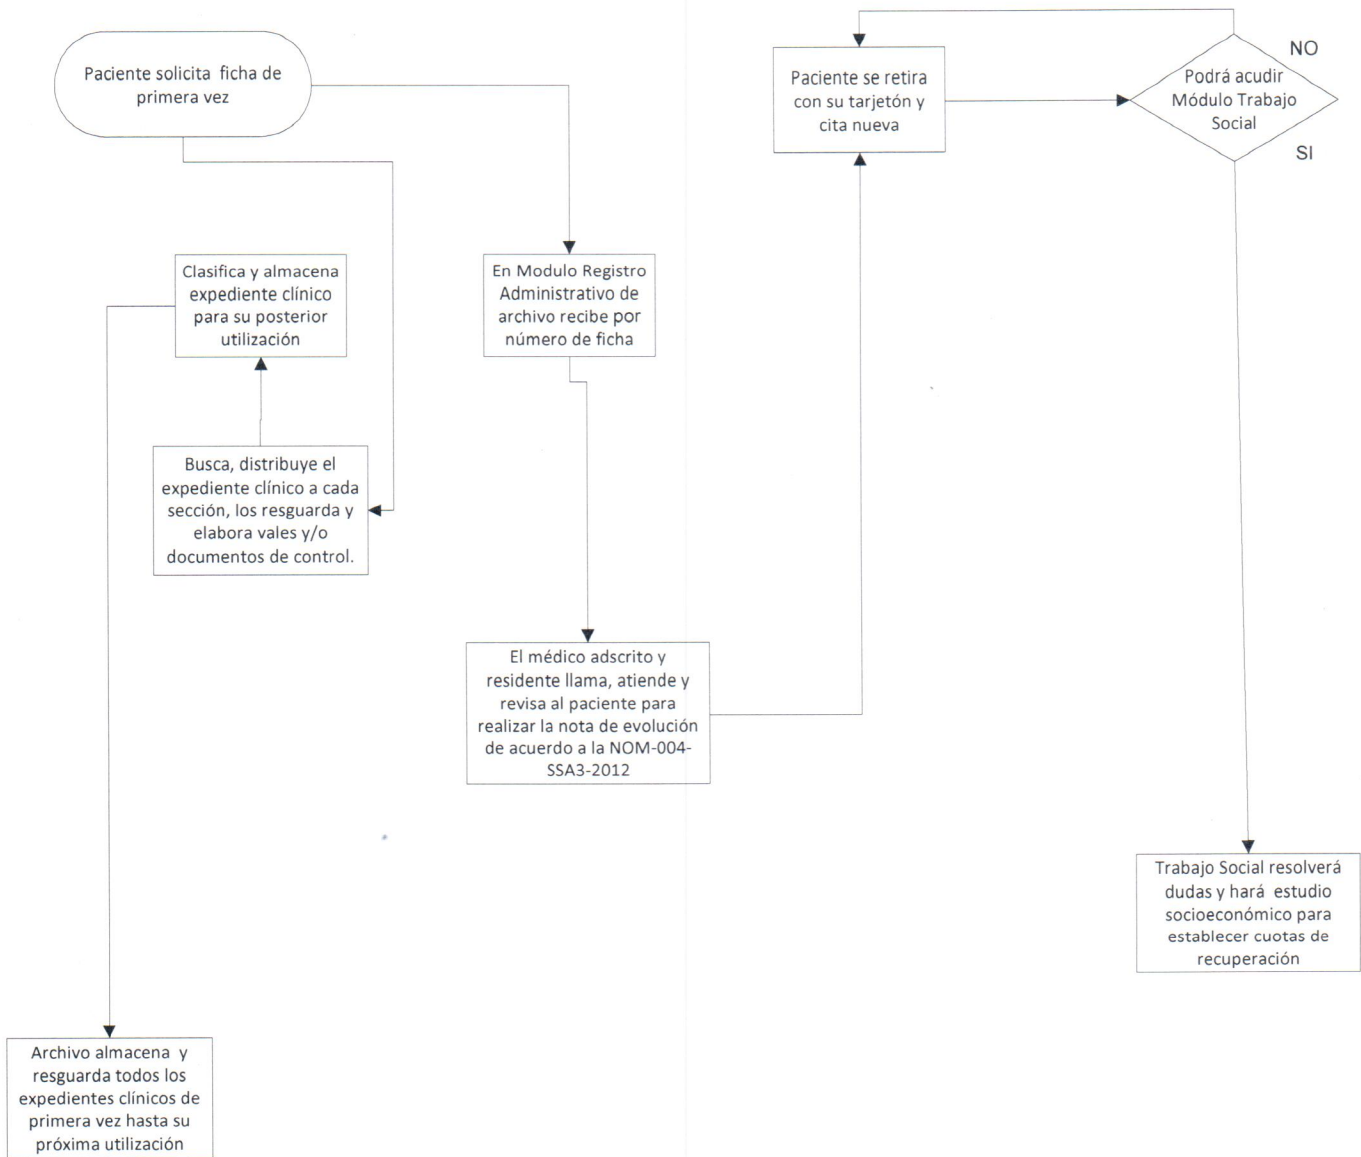 Paciente solicita ficha de
primera vez
Paciente se retira
con su tarjetón y
cita nueva
NO
Podrá acudir
Módulo Trabajo
Social
SI
Clasifica y almacena
expediente clínico
para su posterior
utilización
En Modulo Registro
Administrativo de
archivo recibe por
número de ficha
Busca, distribuye el
expediente clínico a cada
sección, los resguarda y
elabora vales y/o
documentos de control.
El médico adscrito y
residente llama, atiende y
revisa al paciente para
realizar la nota de evolución
de acuerdo a la NOM-004-
SSA3-2012
Trabajo Social resolverá
dudas y hará estudio
socioeconómico para
establecer cuotas de
recuperación
Archivo almacena y
resguarda todos los
expedientes clínicos de
primera vez hasta su
próxima utilización